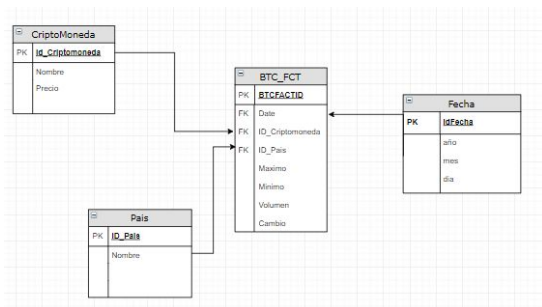 CriptoMoneda
PK Id_Criptomoneda
Nombre
Precio
BTC_FCT
PK BTCFACTID
FK Date
FK ID_Criptomoneda
FK ID_Pais
Maximo
Minimo
Volumen
Cambio
Fecha
PK IdFecha
año
mes
dia
Pais
PK ID_Pais
Nombre